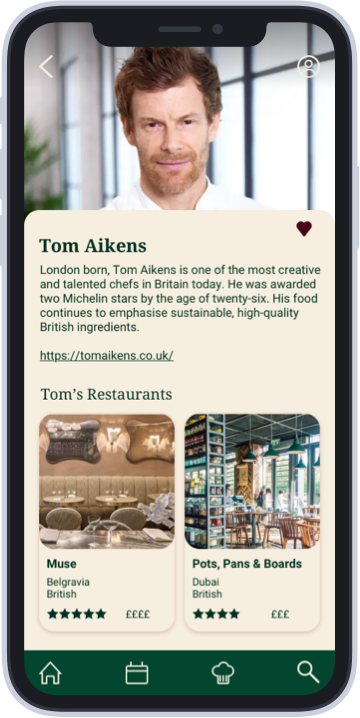 Tom Aikens
London born, Tom Aikens is one of the most creative
and talented chefs in Britain today. He was awarded
two Michelin stars by the age of twenty-six. His food
continues to emphasise sustainable, high-quality
British ingredients.
https://tomaikens.co.uk/
Tom’s Restaurants
Muse
Belgravia
British
££££
Pots, Pans & Boards
Dubai
British
£££